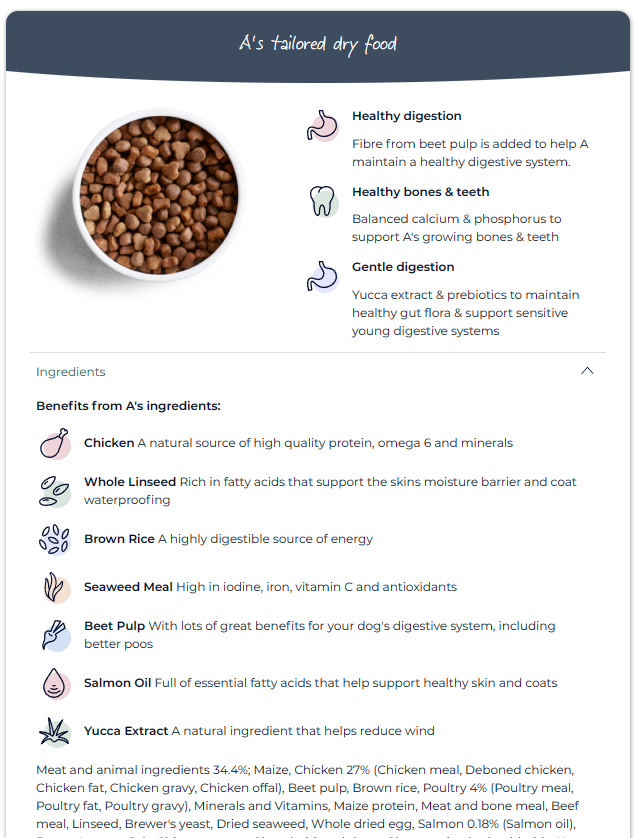 A's tailored dry food
Healthy digestion
Fibre from beet pulp is added to help A
maintain a healthy digestive system.
Healthy bones & teeth
Balanced calcium & phosphorus to
support A's growing bones & teeth
Gentle digestion
Yucca extract & prebiotics to maintain
healthy gut flora & support sensitive
young digestive systems
Ingredients
Benefits from A's ingredients:
Chicken A natural source of high quality protein, omega 6 and minerals
Whole Linseed Rich in fatty acids that support the skins moisture barrier and coat
waterproofing
Brown Rice A highly digestible source of energy
Seaweed Meal High in iodine, iron, vitamin C and antioxidants
Beet Pulp With lots of great benefits for your dog's digestive system, including
better poos
Salmon Oil Full of essential fatty acids that help support healthy skin and coats
Yucca Extract A natural ingredient that helps reduce wind
Meat and animal ingredients 34.4%; Maize, Chicken 27% (Chicken meal, Deboned chicken,
Chicken fat, Chicken gravy, Chicken offal), Beet pulp, Brown rice, Poultry 4% (Poultry meal,
Poultry fat, Poultry gravy), Minerals and Vitamins, Maize protein, Meat and bone meal, Beef
meal, Linseed, Brewer's yeast, Dried seaweed, Whole dried egg, Salmon 0.18% (Salmon oil),